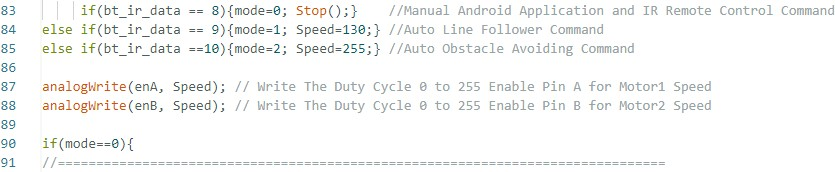 83 if(bt_ir_data == 8){mode=0; Stop();} //Manual Android Application and IR Remote Control Command
84 else if(bt_ir_data == 9){mode=1; Speed=130;} //Auto Line Follower Command
85 else if(bt_ir_data ==10){mode=2; Speed=255;} //Auto Obstacle Avoiding Command
86
87 analogWrite(enA, Speed); // Write The Duty Cycle 0 to 255 Enable Pin A for Motor1 Speed
88 analogWrite(enB, Speed); // Write The Duty Cycle 0 to 255 Enable Pin B for Motor2 Speed
89
90 if(mode==0){
91 //===============================================================================